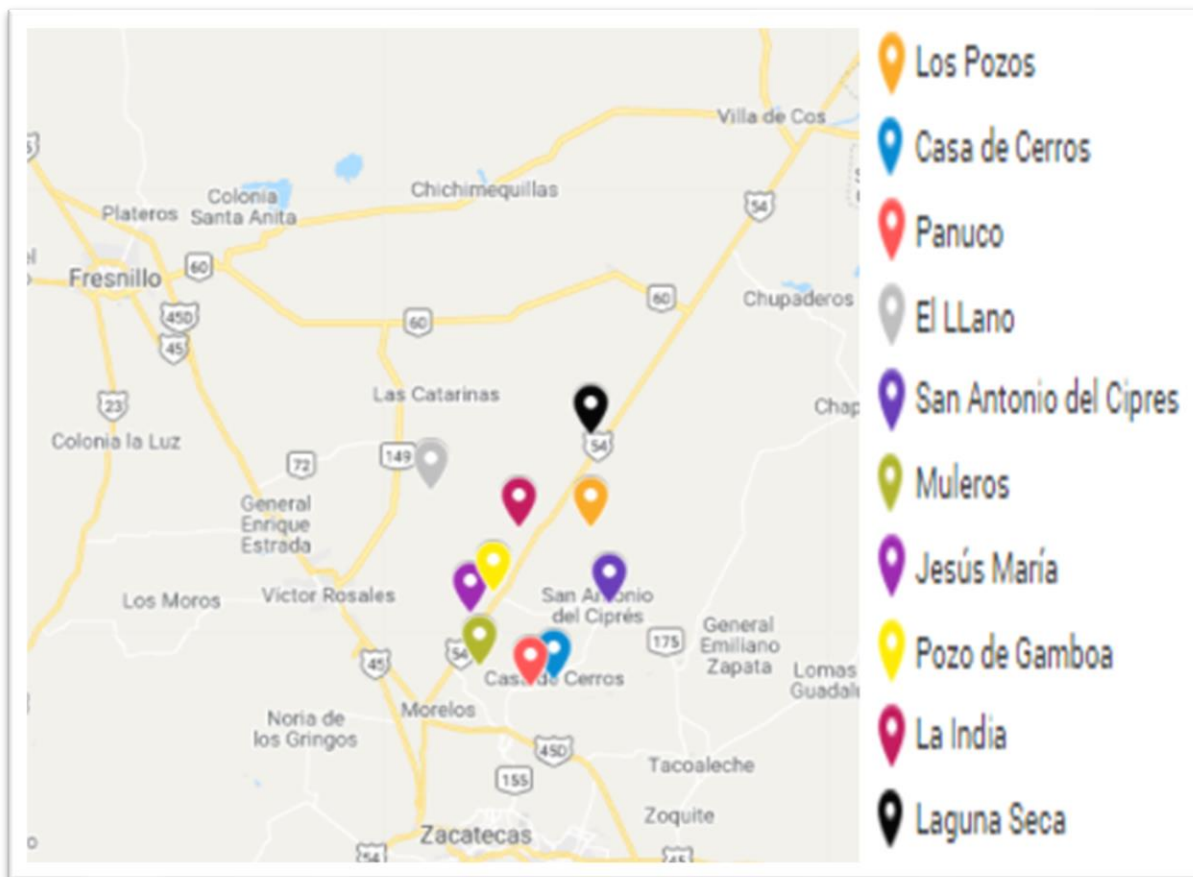 Villa de Cos
Chichimequillas
Colonia
Santa Anita
Plateros
54
60
Fresnillo
60
Chupaderos
45D
60
45
Las Catarinas
23
Chap
Colonia la Luz
54
149
72
General
Enrique
Estrada
Víctor Rosales
Los Moros
San Antonio
del Ciprés
General
Emiliano
Zapata
175
54
45
Lomas
Guadalu
Casa de Cerros
Morelos
Noria de
los Gringos
45D
155
Tacoaleche
Zoquite
Zacatecas
54
45
Los Pozos
Casa de Cerros
Panuco
El LLano
San Antonio del Cipres
Muleros
Jesús María
Pozo de Gamboa
La India
Laguna Seca